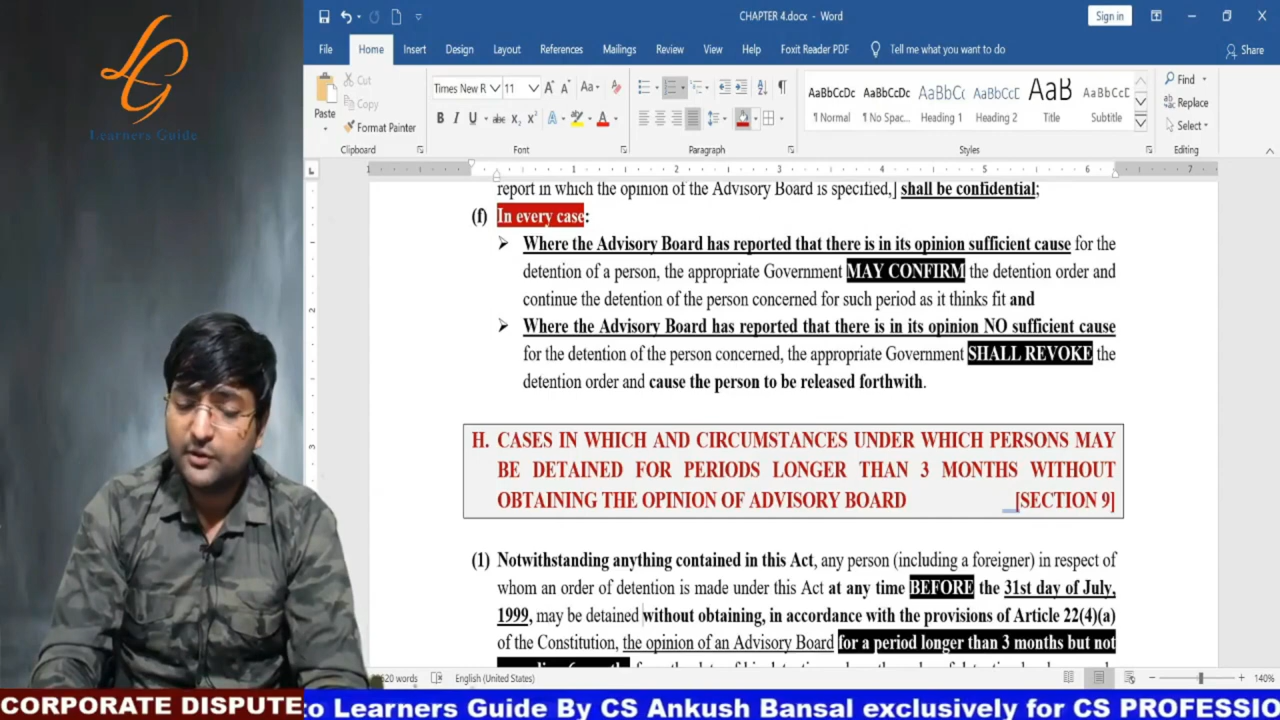 LG
Learners Guide
CHAPTER 4.docx - Word
Sign in
File Home Insert Design Layout References Mailings Review View Help Foxit Reader PDF Tell me what you want to do Share
Paste
Cut
Copy
Format Painter
Clipboard
Times New R 11
Aa
B I U abc x₂ x²
Font
Paragraph
AaBbCcDc AaBbCcDc AaBbCc AaBbCcE AaB AaBbCcE
¶ Normal ¶ No Spac... Heading 1 Heading 2 Title Subtitle
Styles
Find
Replace
Select
Editing
report in which the opinion of the Advisory Board is specified,] shall be confidential;
(f) In every case:
➢ Where the Advisory Board has reported that there is in its opinion sufficient cause for the
detention of a person, the appropriate Government MAY CONFIRM the detention order and
continue the detention of the person concerned for such period as it thinks fit and
➢ Where the Advisory Board has reported that there is in its opinion NO sufficient cause
for the detention of the person concerned, the appropriate Government SHALL REVOKE the
detention order and cause the person to be released forthwith.
H. CASES IN WHICH AND CIRCUMSTANCES UNDER WHICH PERSONS MAY
BE DETAINED FOR PERIODS LONGER THAN 3 MONTHS WITHOUT
OBTAINING THE OPINION OF ADVISORY BOARD [SECTION 9]
(1) Notwithstanding anything contained in this Act, any person (including a foreigner) in respect of
whom an order of detention is made under this Act at any time BEFORE the 31st day of July,
1999, may be detained without obtaining, in accordance with the provisions of Article 22(4)(a)
of the Constitution, the opinion of an Advisory Board for a period longer than 3 months but not
words English (United States) 140%
CORPORATE DISPUTE
to Learners Guide By CS Ankush Bansal exclusively for CS PROFESSIO